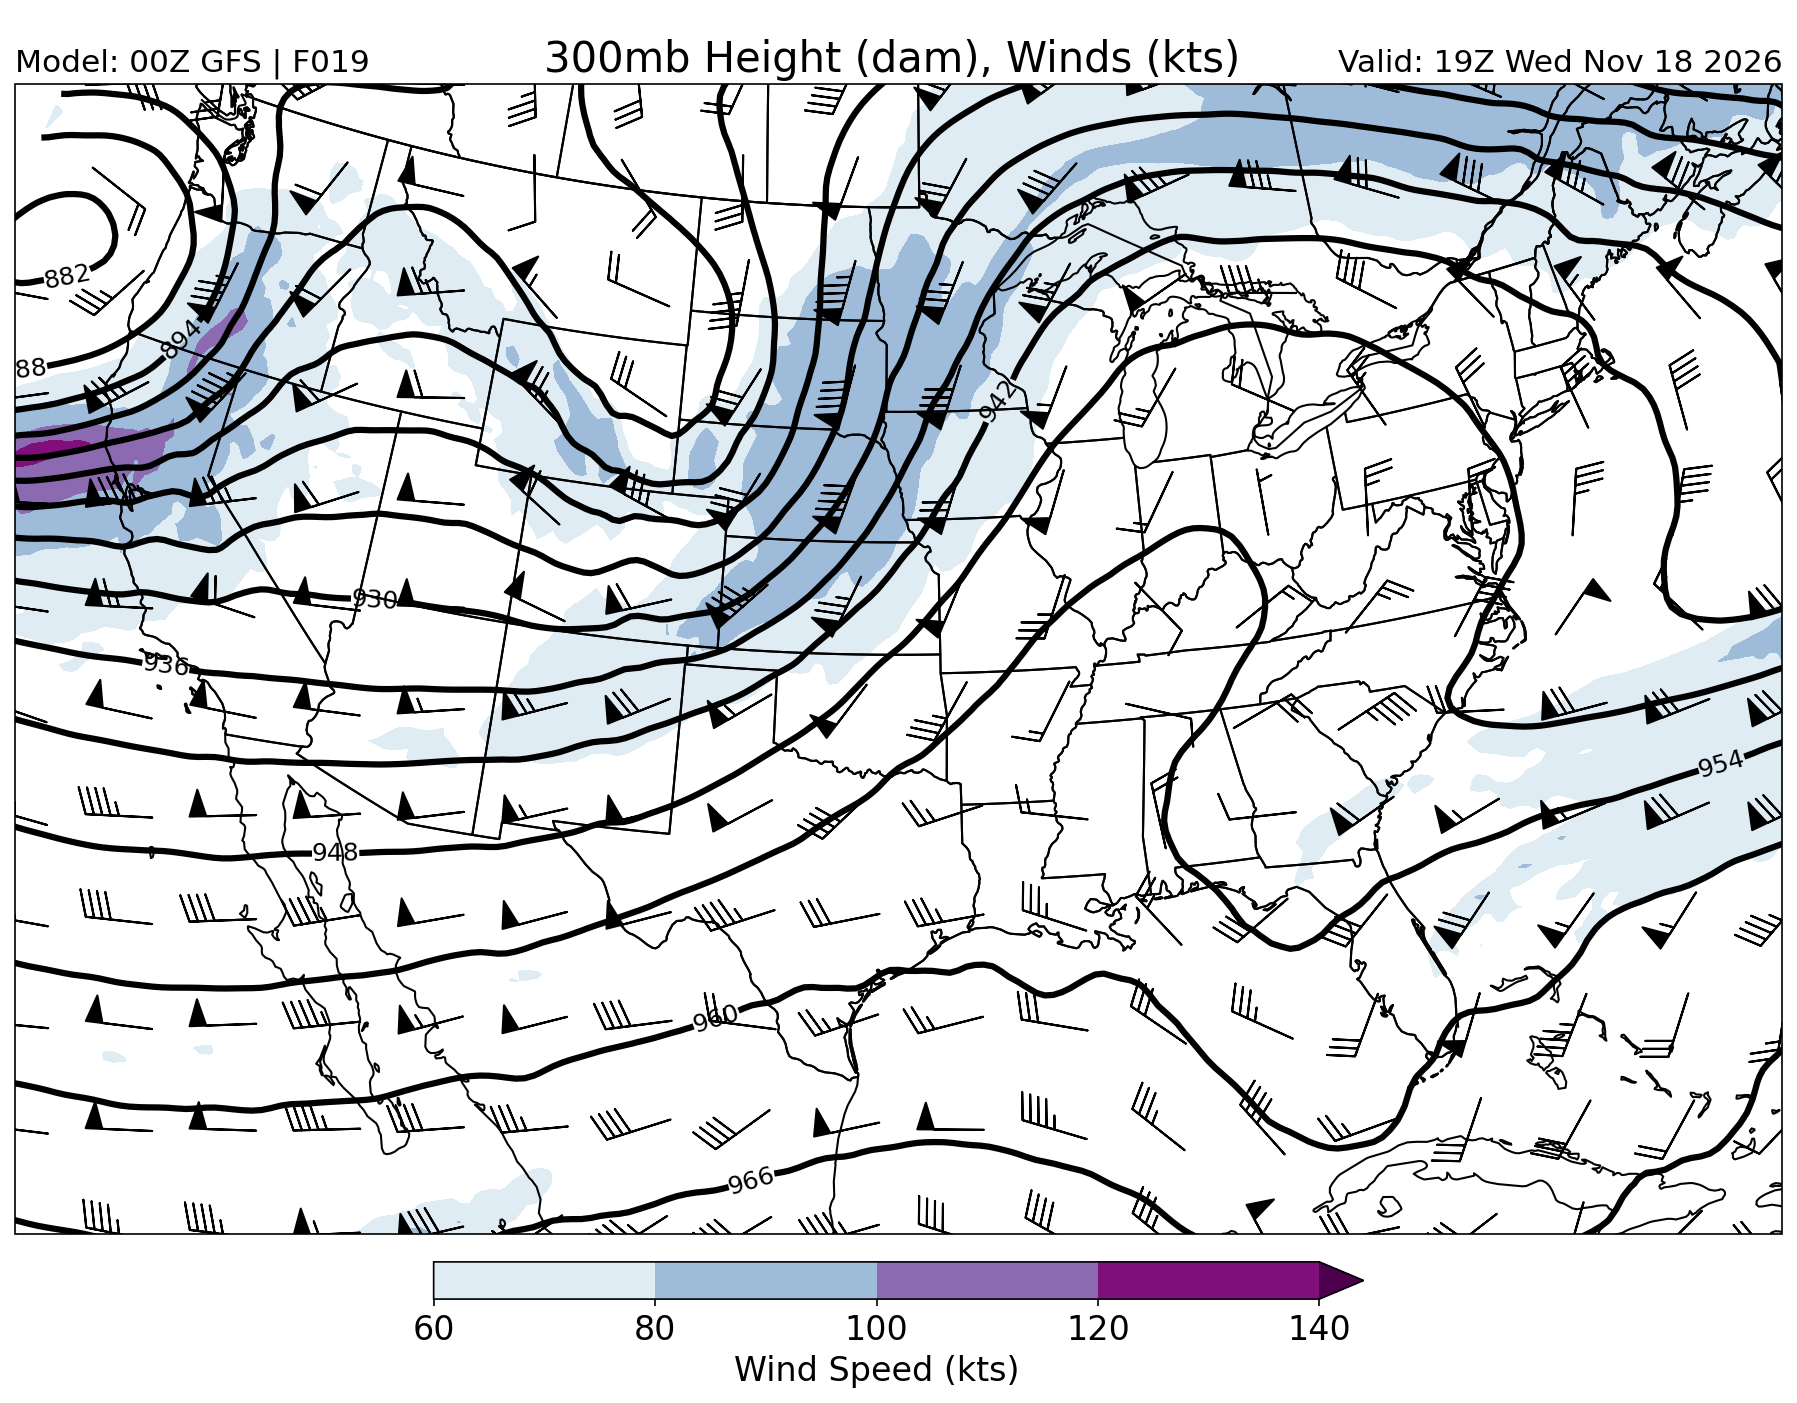 300mb Height (dam), Winds (kts)
Model: 00Z GFS | F019
Valid: 19Z Wed Nov 18 2026
882
88
894
942
930
936
954
948
960
966
60 80 100 120 140
Wind Speed (kts)